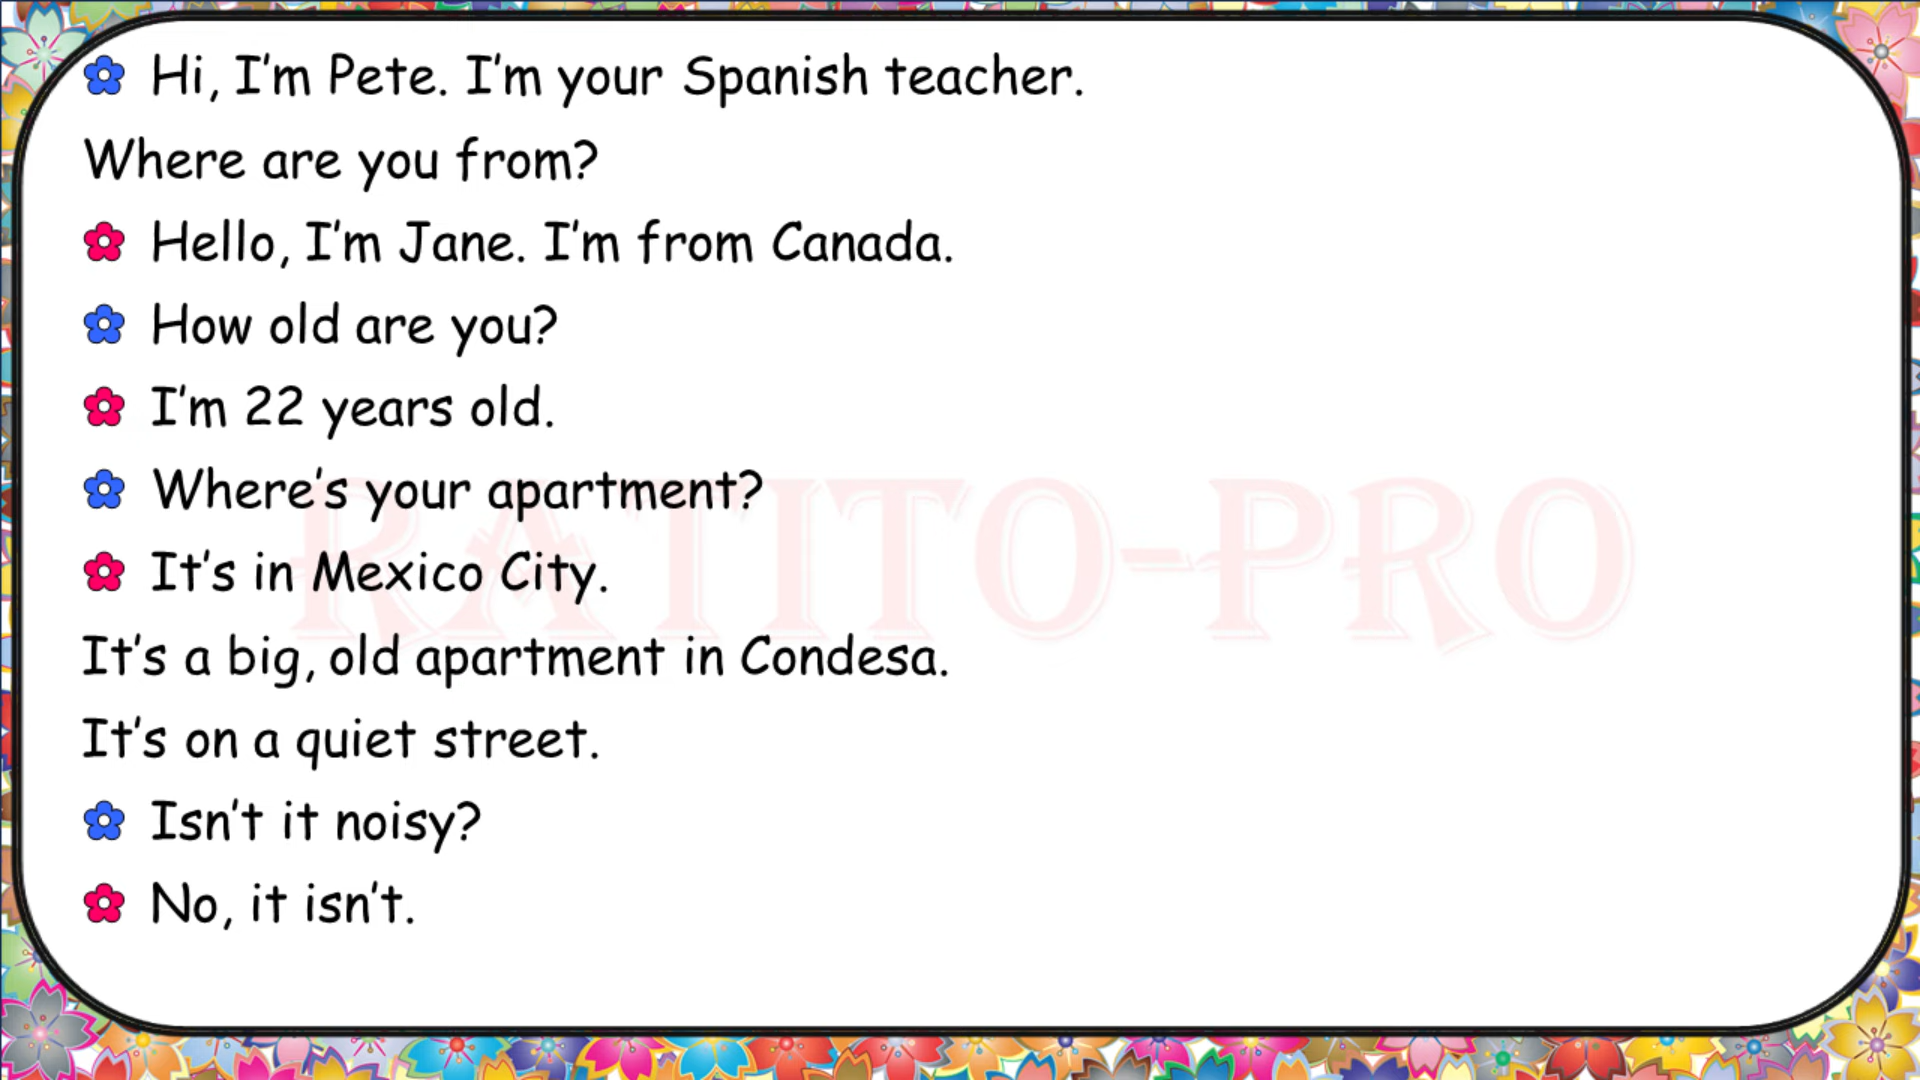 Hi, I'm Pete. I'm your Spanish teacher.
Where are you from?
Hello, I'm Jane. I'm from Canada.
How old are you?
I'm 22 years old.
Where's your apartment?
It's in Mexico City.
It's a big, old apartment in Condesa.
It's on a quiet street.
Isn't it noisy?
No, it isn't.
RATITO-PRO